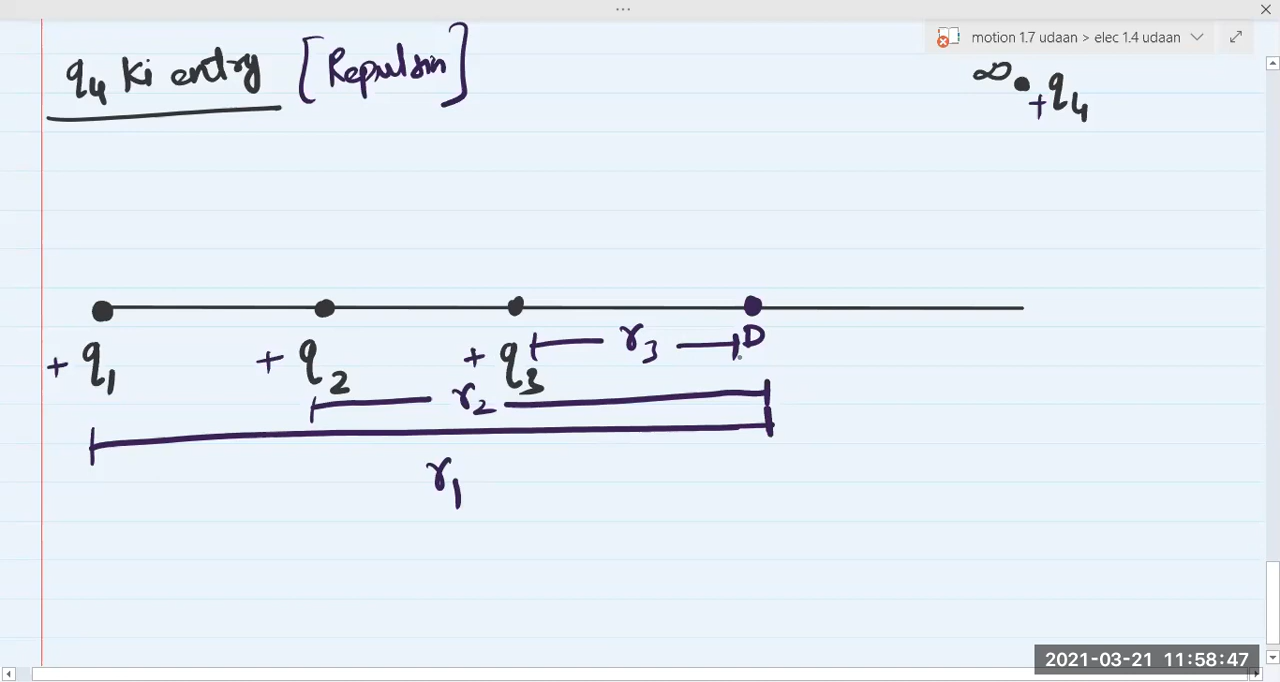 ...
motion 1.7 udaan > elec 1.4 udaan
q4 ki entry [Repulsion]
∞ +q4
+q1 +q2 +q3 r3 D
r2
r1
2021-03-21 11:58:47